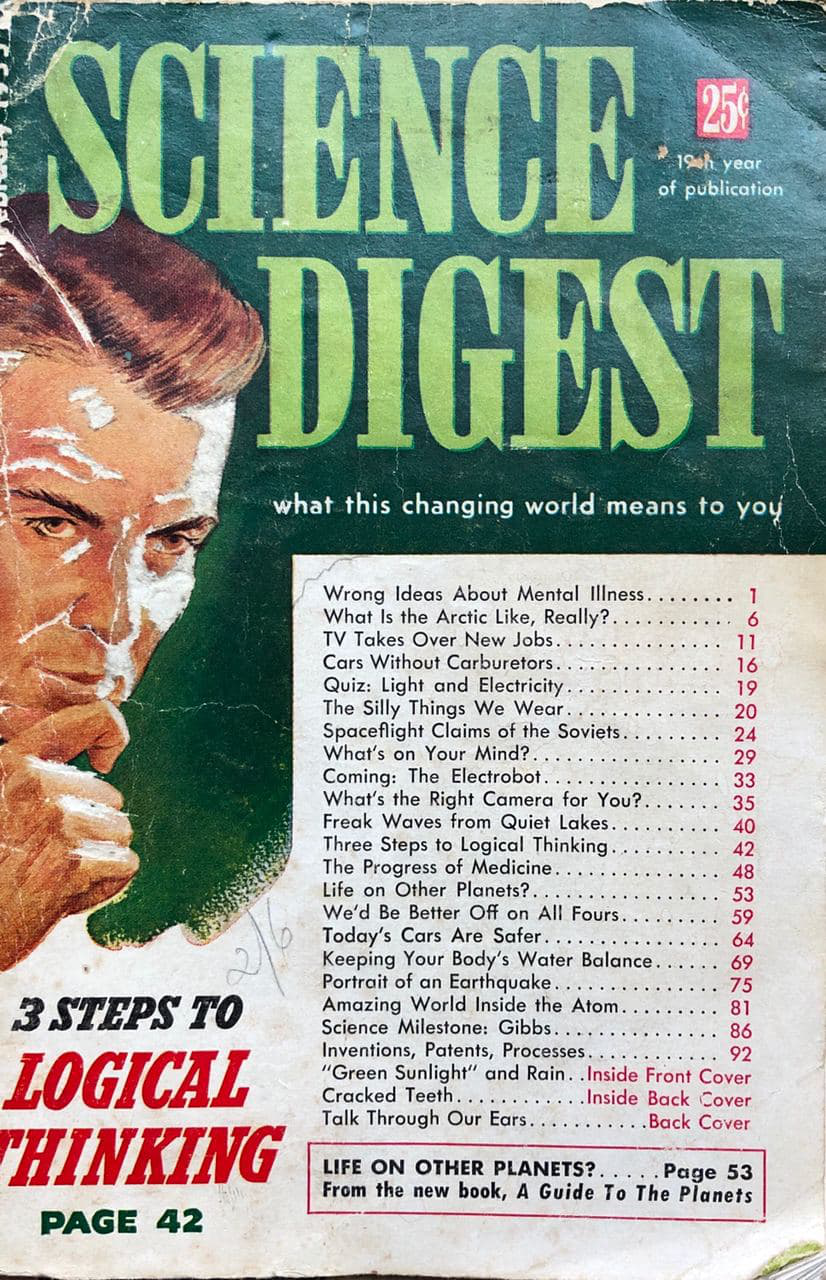 SCIENCE
25¢
19th year
of publication
DIGEST
what this changing world means to you
Wrong Ideas About Mental Illness........ 1
What Is the Arctic Like, Really?............ 6
TV Takes Over New Jobs.................. 11
Cars Without Carburetors.................. 16
Quiz: Light and Electricity................. 19
The Silly Things We Wear................. 20
Spaceflight Claims of the Soviets.......... 24
What's on Your Mind?.................... 29
Coming: The Electrobot................... 33
What's the Right Camera for You?........ 35
Freak Waves from Quiet Lakes........... 40
Three Steps to Logical Thinking........... 42
The Progress of Medicine................. 48
Life on Other Planets?.................... 53
We'd Be Better Off on All Fours.......... 59
Today's Cars Are Safer................... 64
Keeping Your Body's Water Balance...... 69
Portrait of an Earthquake................. 75
Amazing World Inside the Atom.......... 81
Science Milestone: Gibbs.................. 86
Inventions, Patents, Processes............. 92
"Green Sunlight" and Rain..Inside Front Cover
Cracked Teeth............Inside Back Cover
Talk Through Our Ears...........Back Cover
2/6
3 STEPS TO
LOGICAL
THINKING
PAGE 42
LIFE ON OTHER PLANETS?......Page 53
From the new book, A Guide To The Planets